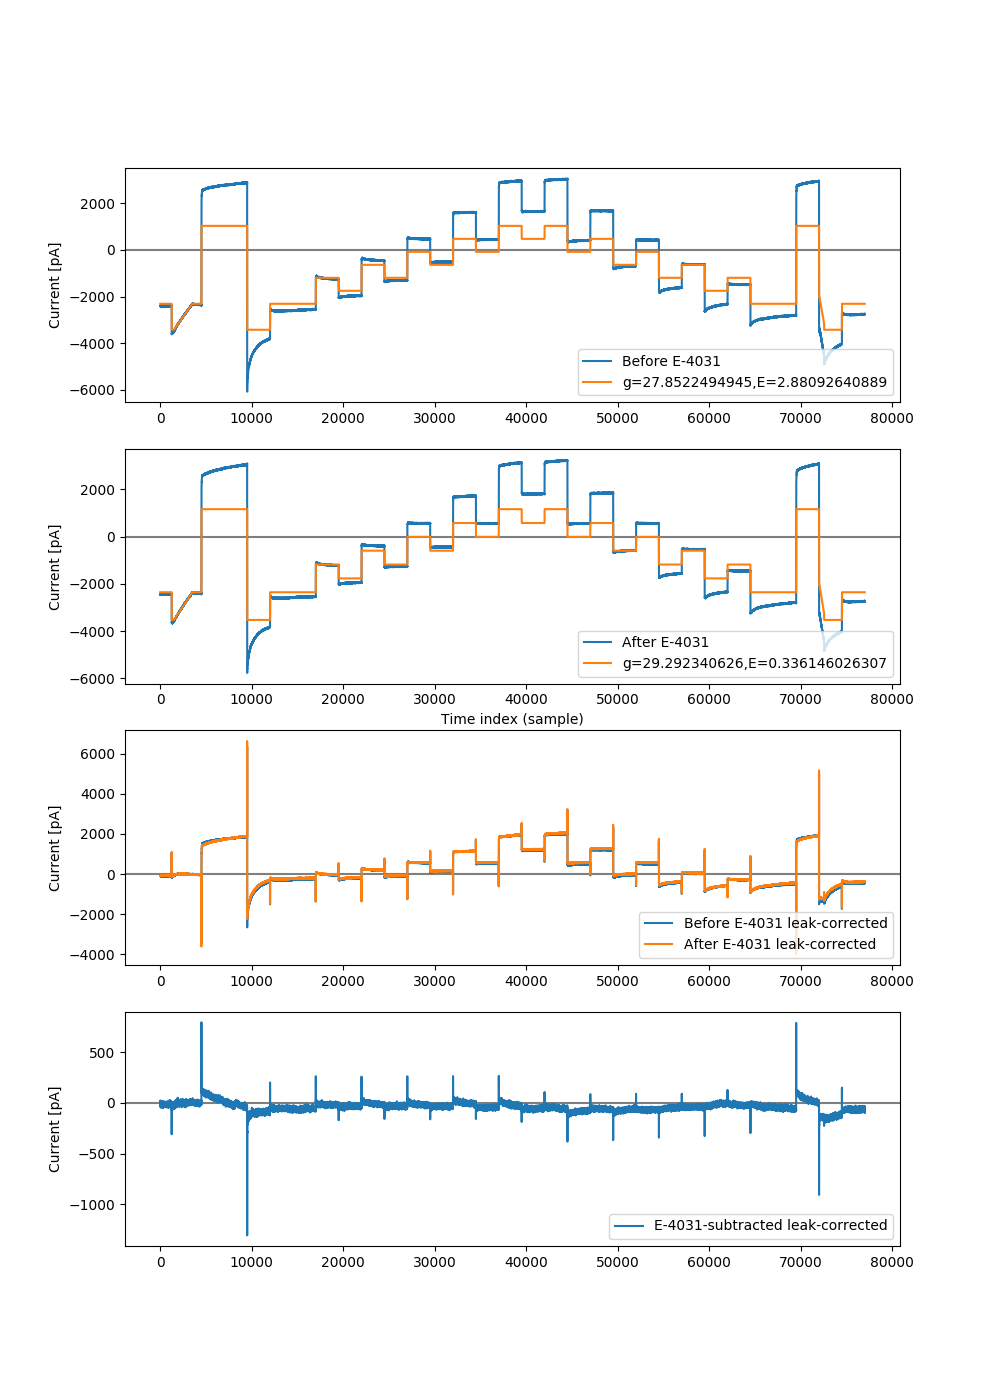 Current [pA]
2000
0
−2000
−4000
−6000
Before E-4031
g=27.8522494945,E=2.88092640889
0 10000 20000 30000 40000 50000 60000 70000 80000
Current [pA]
2000
0
−2000
−4000
−6000
After E-4031
g=29.292340626,E=0.336146026307
0 10000 20000 30000 40000 50000 60000 70000 80000
Time index (sample)
Current [pA]
6000
4000
2000
0
−2000
−4000
Before E-4031 leak-corrected
After E-4031 leak-corrected
0 10000 20000 30000 40000 50000 60000 70000 80000
Current [pA]
500
0
−500
−1000
E-4031-subtracted leak-corrected
0 10000 20000 30000 40000 50000 60000 70000 80000